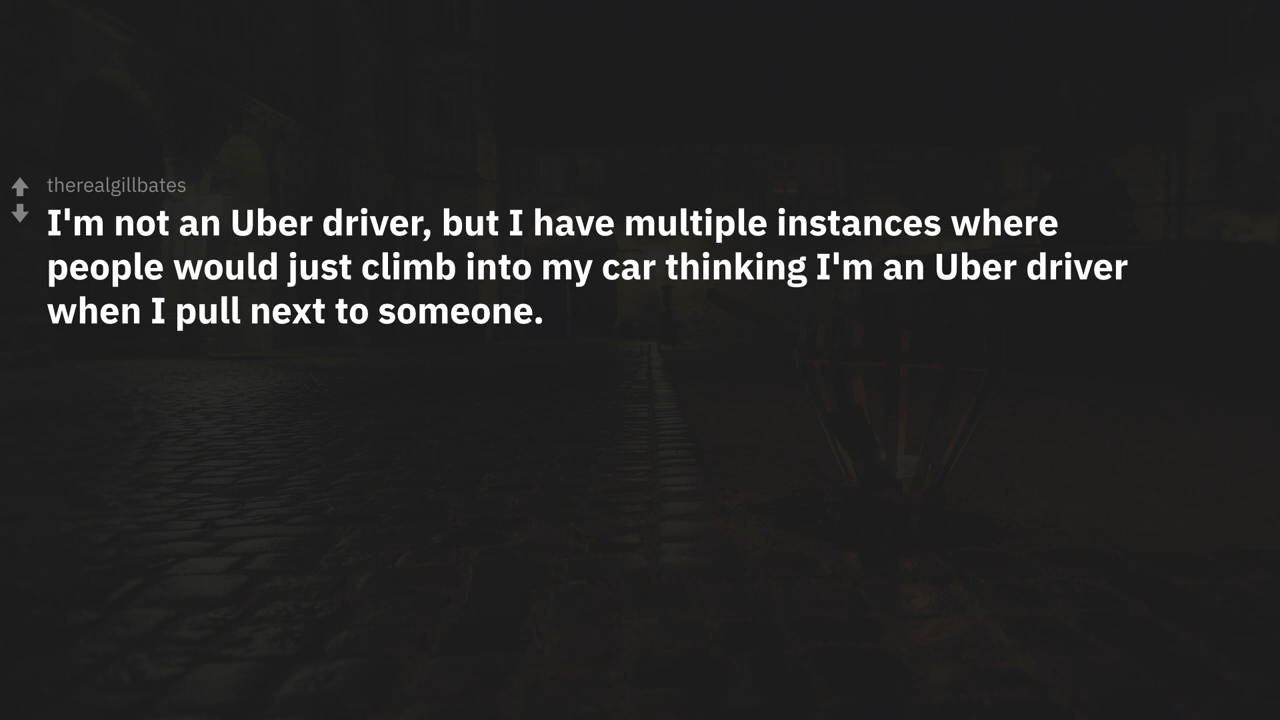 therealgillbates
I'm not an Uber driver, but I have multiple instances where
people would just climb into my car thinking I'm an Uber driver
when I pull next to someone.